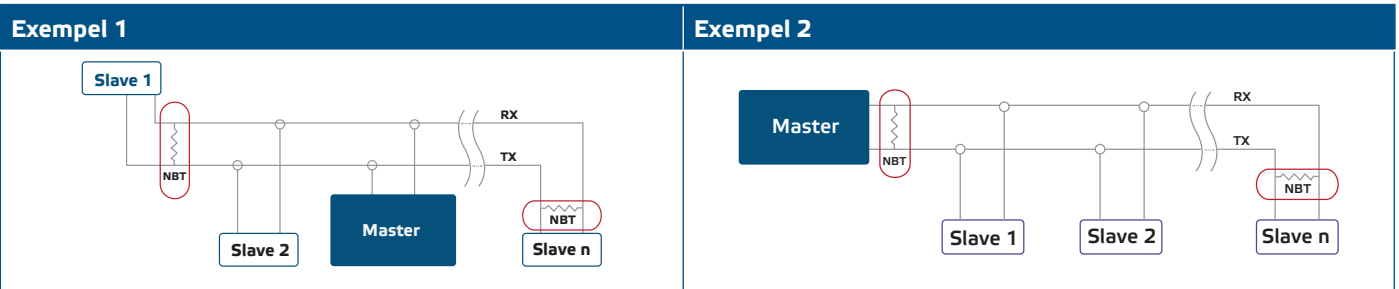 Exempel 1
Slave 1
RX
TX
NBT
NBT
Master
Slave 2
Slave n
Exempel 2
RX
Master
TX
NBT
NBT
Slave 1
Slave 2
Slave n